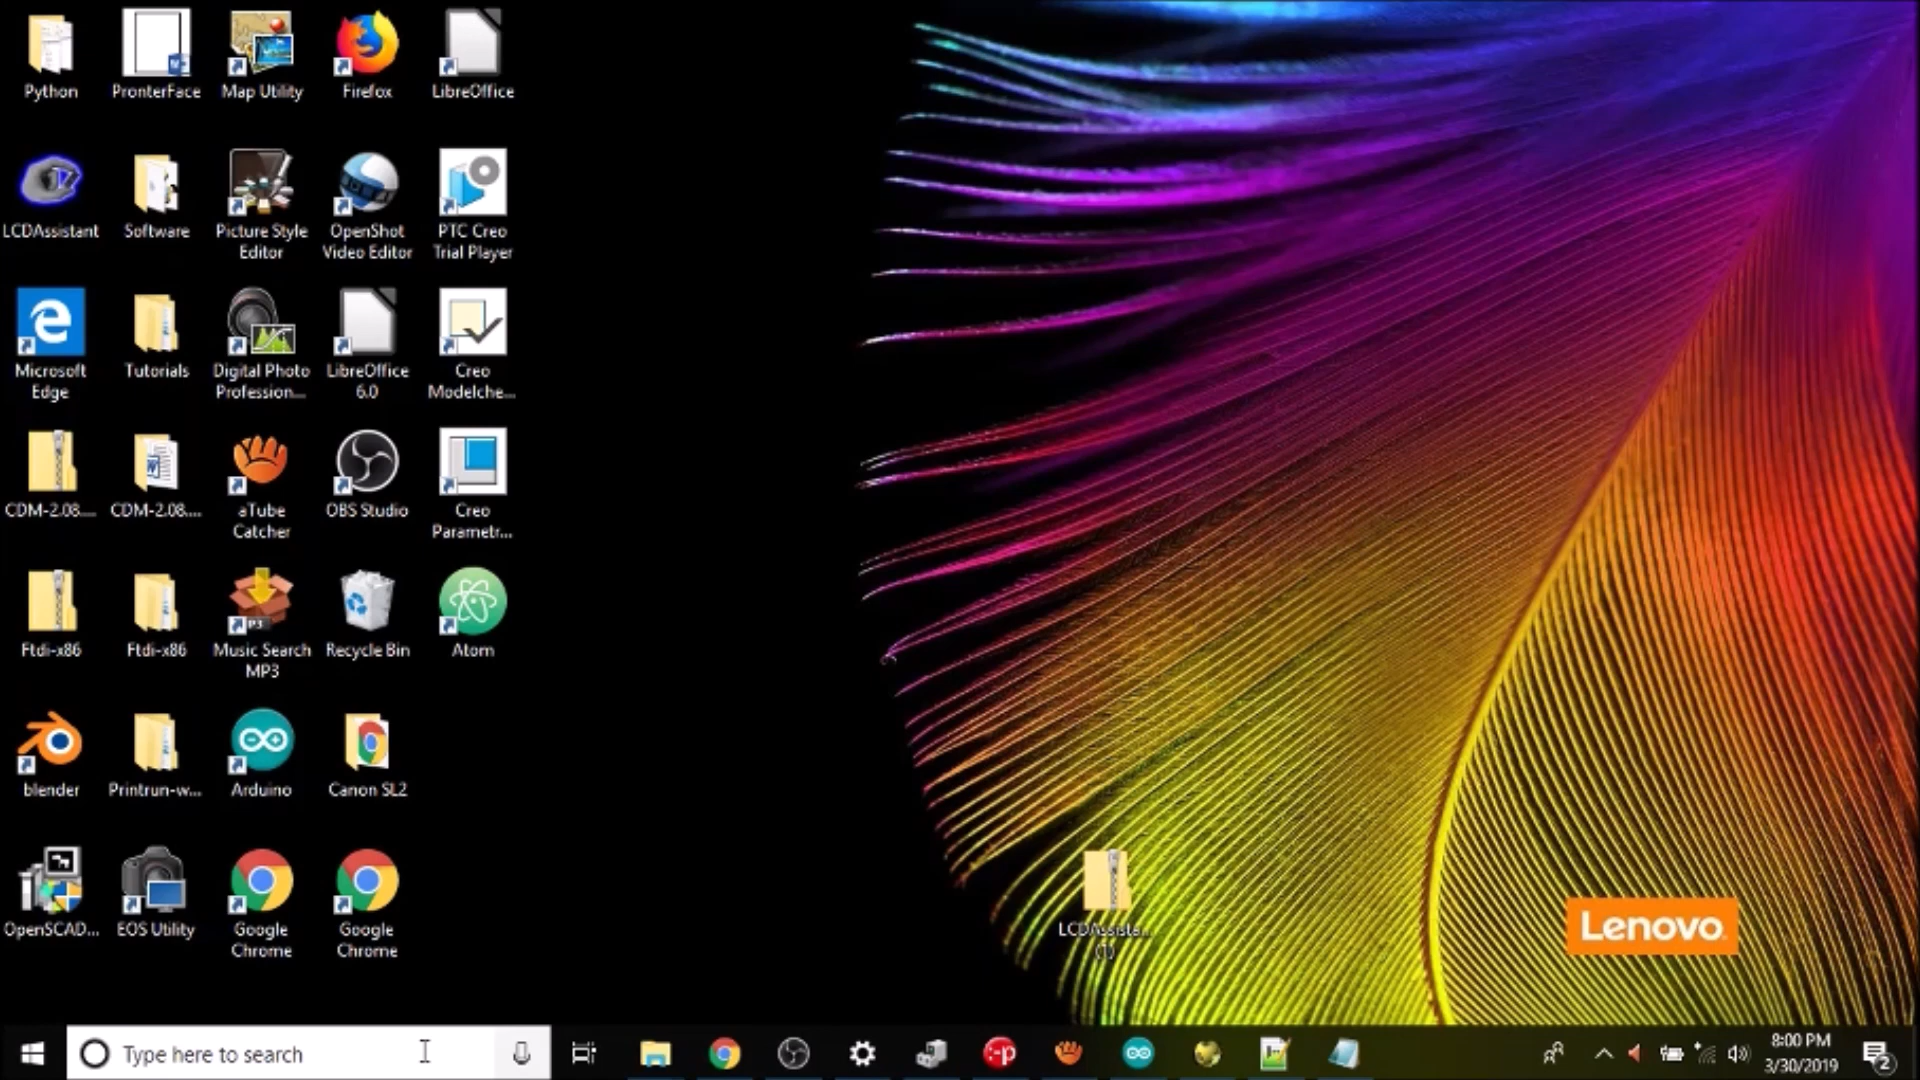 Python
PronterFace
Map Utility
Firefox
LibreOffice
LCDAssistant
Software
Picture Style
Editor
OpenShot
Video Editor
PTC Creo
Trial Player
Microsoft
Edge
Tutorials
Digital Photo
Profession...
LibreOffice
6.0
Creo
Modelche...
CDM-2.08....
CDM-2.08....
aTube
Catcher
OBS Studio
Creo
Parametr...
Ftdi-x86
Ftdi-x86
Music Search
MP3
Recycle Bin
Atom
blender
Printrun-w...
Arduino
Canon SL2
OpenSCAD...
EOS Utility
Google
Chrome
Google
Chrome
LCDAssista...
(1)
Lenovo
Type here to search
8:00 PM
3/30/2019
2